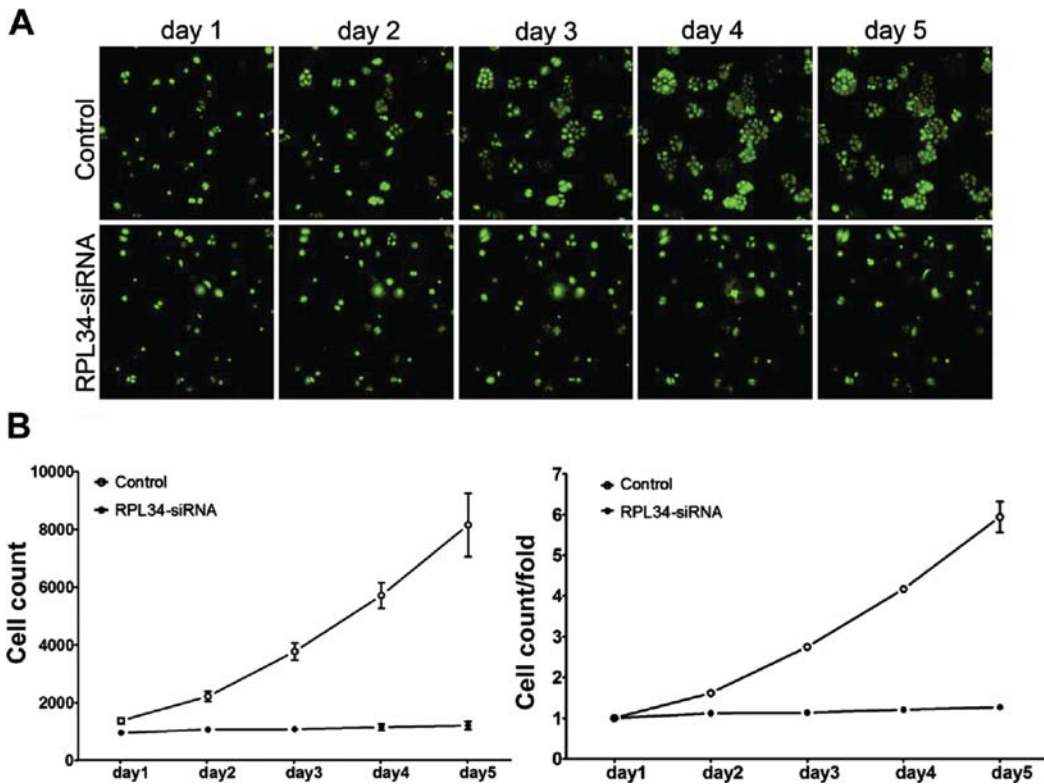 A
day 1 day 2 day 3 day 4 day 5
Control
RPL34-siRNA
B
Cell count
10000
8000
6000
4000
2000
0
Control
RPL34-siRNA
day1 day2 day3 day4 day5
Cell count/fold
7
6
5
4
3
2
1
0
Control
RPL34-siRNA
day1 day2 day3 day4 day5